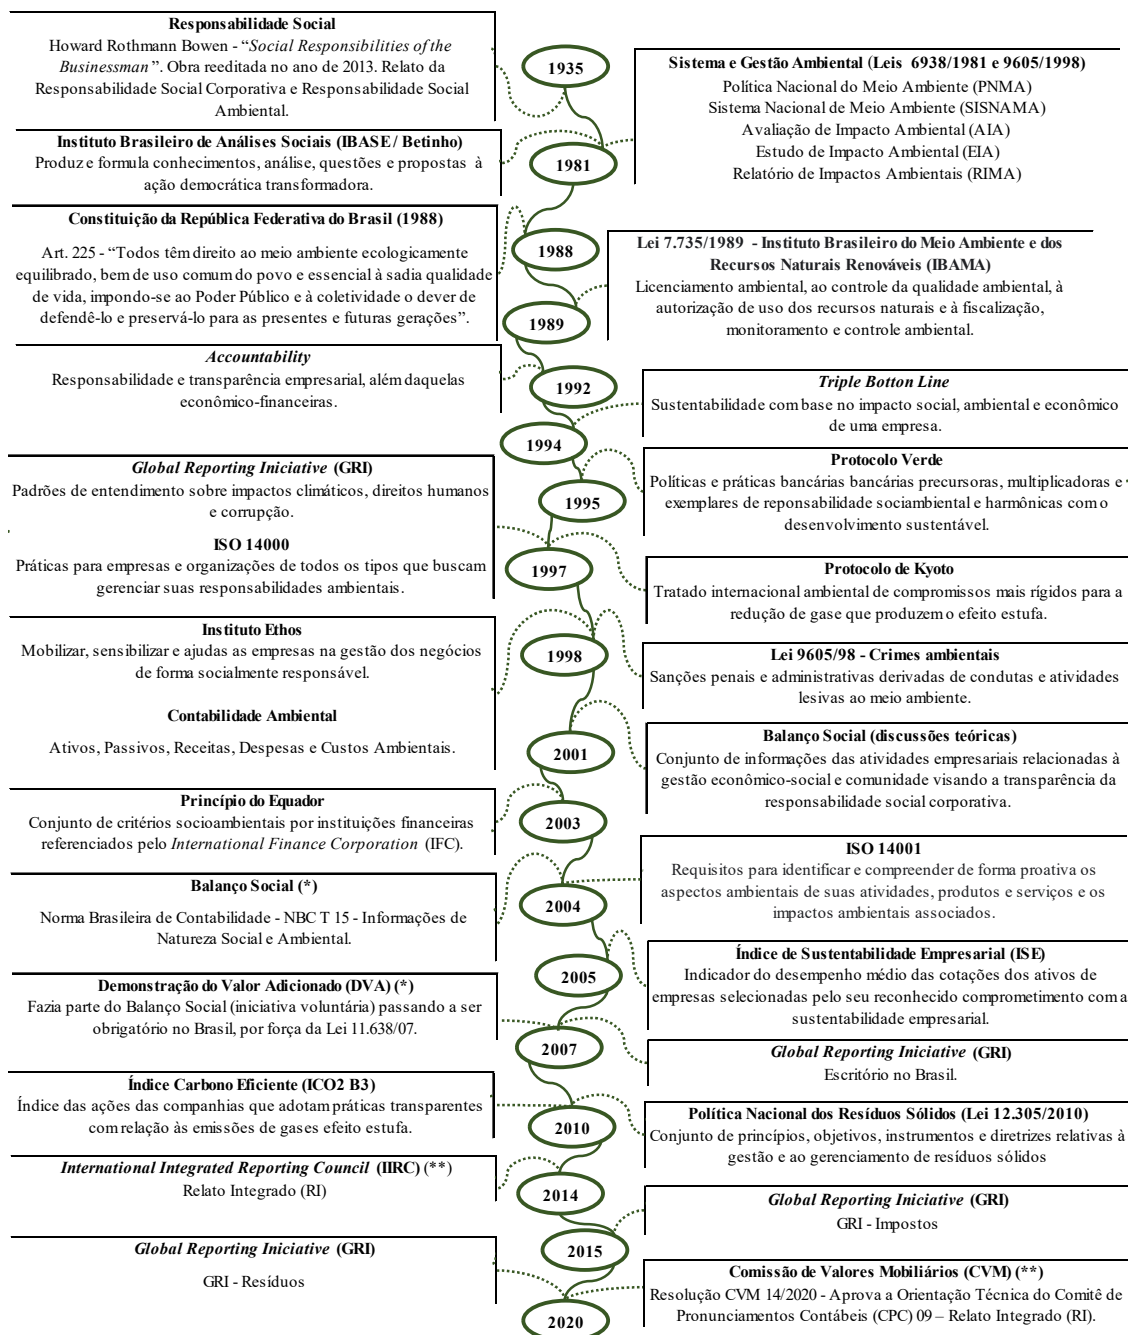 Responsabilidade Social
Howard Rothmann Bowen - “Social Responsibilities of the
Businessman ”. Obra reeditada no ano de 2013. Relato da
Responsabilidade Social Corporativa e Responsabilidade Social
Ambiental.
1935
Sistema e Gestão Ambiental (Leis 6938/1981 e 9605/1998)
Política Nacional do Meio Ambiente (PNMA)
Sistema Nacional de Meio Ambiente (SISNAMA)
Avaliação de Impacto Ambiental (AIA)
Estudo de Impacto Ambiental (EIA)
Relatório de Impactos Ambientais (RIMA)
Instituto Brasileiro de Análises Sociais (IBASE / Betinho)
Produz e formula conhecimentos, análise, questões e propostas à
ação democrática transformadora.
1981
Constituição da República Federativa do Brasil (1988)
Art. 225 - “Todos têm direito ao meio ambiente ecologicamente
equilibrado, bem de uso comum do povo e essencial à sadia qualidade
de vida, impondo-se ao Poder Público e à coletividade o dever de
defendê-lo e preservá-lo para as presentes e futuras gerações”.
1988
Lei 7.735/1989 - Instituto Brasileiro do Meio Ambiente e dos
Recursos Naturais Renováveis (IBAMA)
Licenciamento ambiental, ao controle da qualidade ambiental, à
autorização de uso dos recursos naturais e à fiscalização,
monitoramento e controle ambiental.
1989
Accountability
Responsabilidade e transparência empresarial, além daquelas
econômico-financeiras.
1992
Triple Botton Line
Sustentabilidade com base no impacto social, ambiental e econômico
de uma empresa.
1994
Global Reporting Iniciative (GRI)
Padrões de entendimento sobre impactos climáticos, direitos humanos
e corrupção.
ISO 14000
Práticas para empresas e organizações de todos os tipos que buscam
gerenciar suas responsabilidades ambientais.
Protocolo Verde
Políticas e práticas bancárias bancárias precursoras, multiplicadoras e
exemplares de reponsabilidade sociambiental e harmônicas com o
desenvolvimento sustentável.
1995
1997
Protocolo de Kyoto
Tratado internacional ambiental de compromissos mais rígidos para a
redução de gase que produzem o efeito estufa.
Instituto Ethos
Mobilizar, sensibilizar e ajudas as empresas na gestão dos negócios
de forma socialmente responsável.
Contabilidade Ambiental
Ativos, Passivos, Receitas, Despesas e Custos Ambientais.
1998
Lei 9605/98 - Crimes ambientais
Sanções penais e administrativas derivadas de condutas e atividades
lesivas ao meio ambiente.
2001
Balanço Social (discussões teóricas)
Conjunto de informações das atividades empresariais relacionadas à
gestão econômico-social e comunidade visando a transparência da
responsabilidade social corporativa.
Princípio do Equador
Conjunto de critérios socioambientais por instituições financeiras
referenciados pelo International Finance Corporation (IFC).
2003
ISO 14001
Requisitos para identificar e compreender de forma proativa os
aspectos ambientais de suas atividades, produtos e serviços e os
impactos ambientais associados.
Balanço Social (*)
Norma Brasileira de Contabilidade - NBC T 15 - Informações de
Natureza Social e Ambiental.
2004
Índice de Sustentabilidade Empresarial (ISE)
Indicador do desempenho médio das cotações dos ativos de
empresas selecionadas pelo seu reconhecido comprometimento com a
sustentabilidade empresarial.
2005
Demonstração do Valor Adicionado (DVA) (*)
Fazia parte do Balanço Social (iniciativa voluntária) passando a ser
obrigatório no Brasil, por força da Lei 11.638/07.
2007
Global Reporting Iniciative (GRI)
Escritório no Brasil.
Índice Carbono Eficiente (ICO2 B3)
Índice das ações das companhias que adotam práticas transparentes
com relação às emissões de gases efeito estufa.
2010
Política Nacional dos Resíduos Sólidos (Lei 12.305/2010)
Conjunto de princípios, objetivos, instrumentos e diretrizes relativas à
gestão e ao gerenciamento de resíduos sólidos
International Integrated Reporting Council (IIRC) (**)
Relato Integrado (RI)
2014
Global Reporting Iniciative (GRI)
GRI - Impostos
2015
Global Reporting Iniciative (GRI)
GRI - Resíduos
Comissão de Valores Mobiliários (CVM) (**)
Resolução CVM 14/2020 - Aprova a Orientação Técnica do Comitê de
Pronunciamentos Contábeis (CPC) 09 – Relato Integrado (RI).
2020